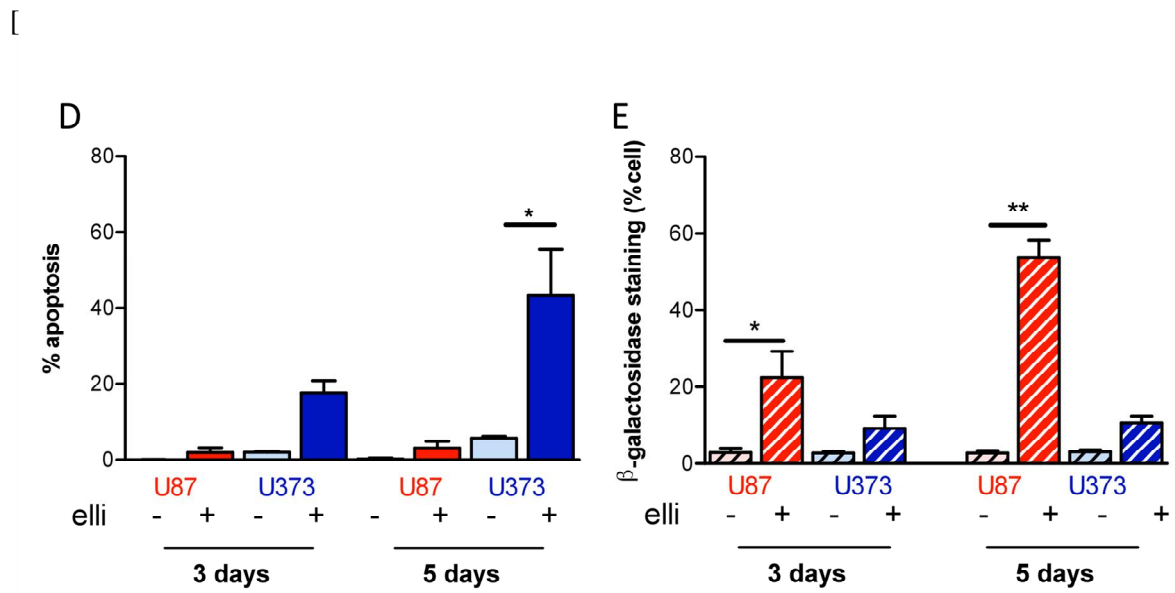 [
D
80
60
40
20
0
% apoptosis
*
U87 U373 U87 U373
elli - + - + - + - +
3 days 5 days
E
80
60
40
20
0
β-galactosidase staining (%cell)
*
**
U87 U373 U87 U373
elli - + - + - + - +
3 days 5 days